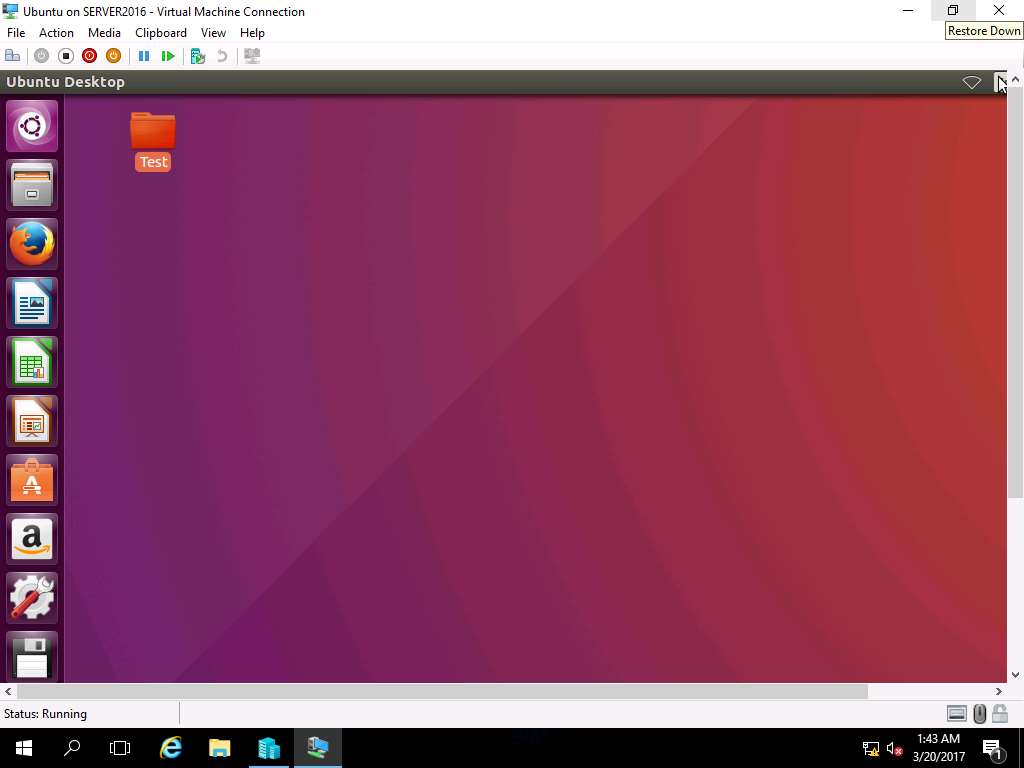 Ubuntu on SERVER2016 - Virtual Machine Connection
File Action Media Clipboard View Help
Restore Down
Ubuntu Desktop
Test
a
Status: Running
1:43 AM
3/20/2017
1